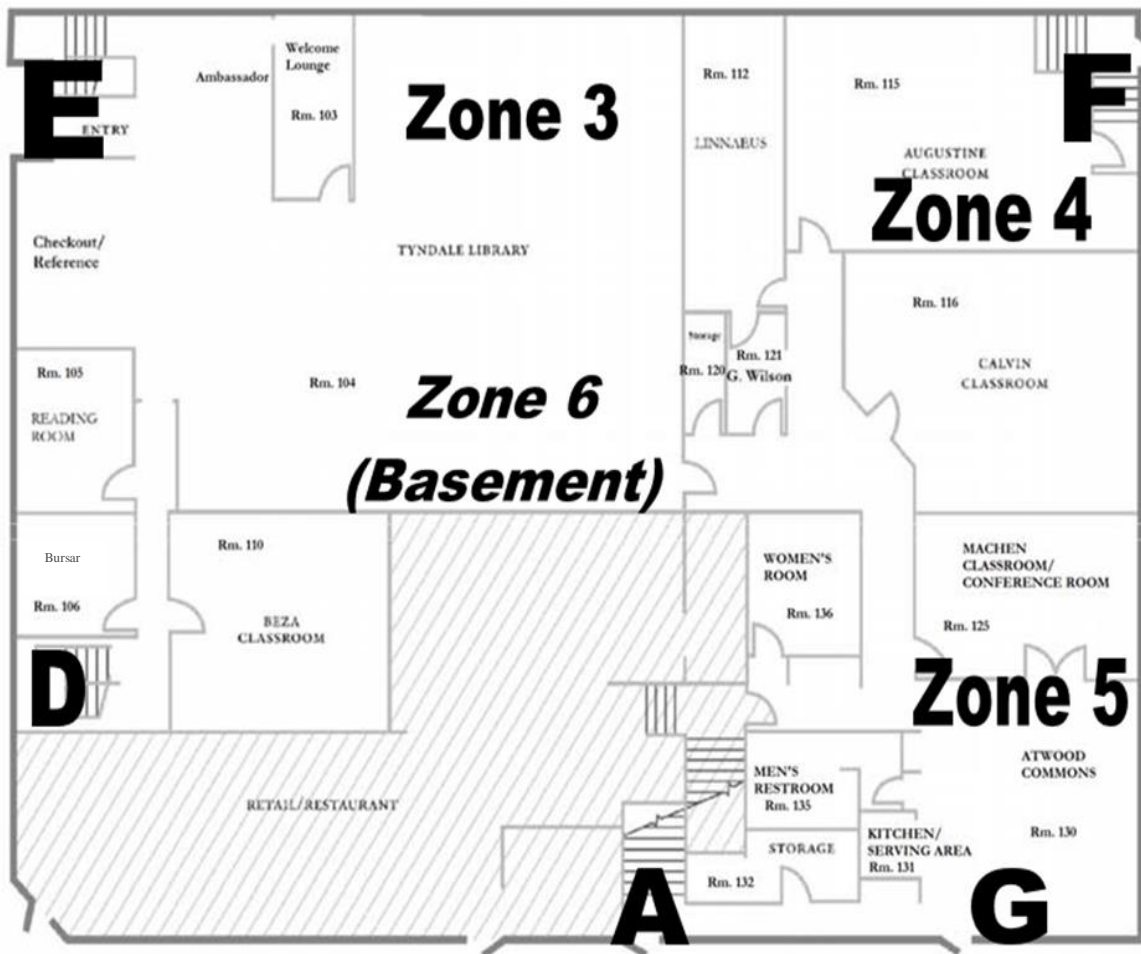 Welcome
Lounge
Ambassador
Rm. 103
E
ENTRY
Zone 3
Rm. 112
LINNAEUS
Rm. 115
F
AUGUSTINE
CLASSROOM
Zone 4
Checkout/
Reference
TYNDALE LIBRARY
Rm. 116
Storage
Rm. 120
Rm. 121
G. Wilson
CALVIN
CLASSROOM
Rm. 105
READING
ROOM
Rm. 104
Zone 6
(Basement)
Bursar
Rm. 106
Rm. 110
BEZA
CLASSROOM
WOMEN'S
ROOM
Rm. 136
MACHEN
CLASSROOM/
CONFERENCE ROOM
Rm. 125
D
Zone 5
RETAIL/RESTAURANT
MEN'S
RESTROOM
Rm. 135
ATWOOD
COMMONS
Rm. 130
STORAGE
KITCHEN/
SERVING AREA
Rm. 131
Rm. 132
A
G